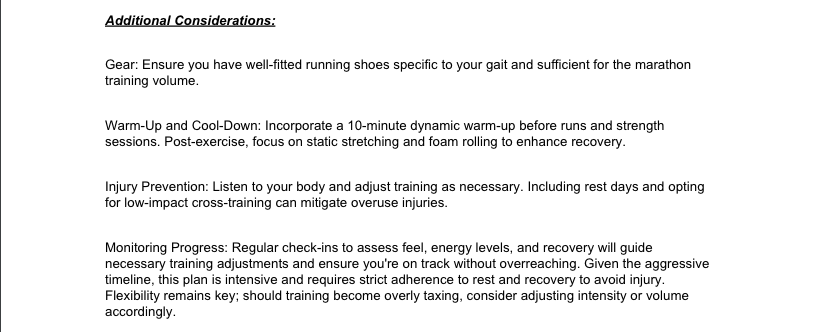 Additional Considerations:
Gear: Ensure you have well-fitted running shoes specific to your gait and sufficient for the marathon
training volume.
Warm-Up and Cool-Down: Incorporate a 10-minute dynamic warm-up before runs and strength
sessions. Post-exercise, focus on static stretching and foam rolling to enhance recovery.
Injury Prevention: Listen to your body and adjust training as necessary. Including rest days and opting
for low-impact cross-training can mitigate overuse injuries.
Monitoring Progress: Regular check-ins to assess feel, energy levels, and recovery will guide
necessary training adjustments and ensure you're on track without overreaching. Given the aggressive
timeline, this plan is intensive and requires strict adherence to rest and recovery to avoid injury.
Flexibility remains key; should training become overly taxing, consider adjusting intensity or volume
accordingly.